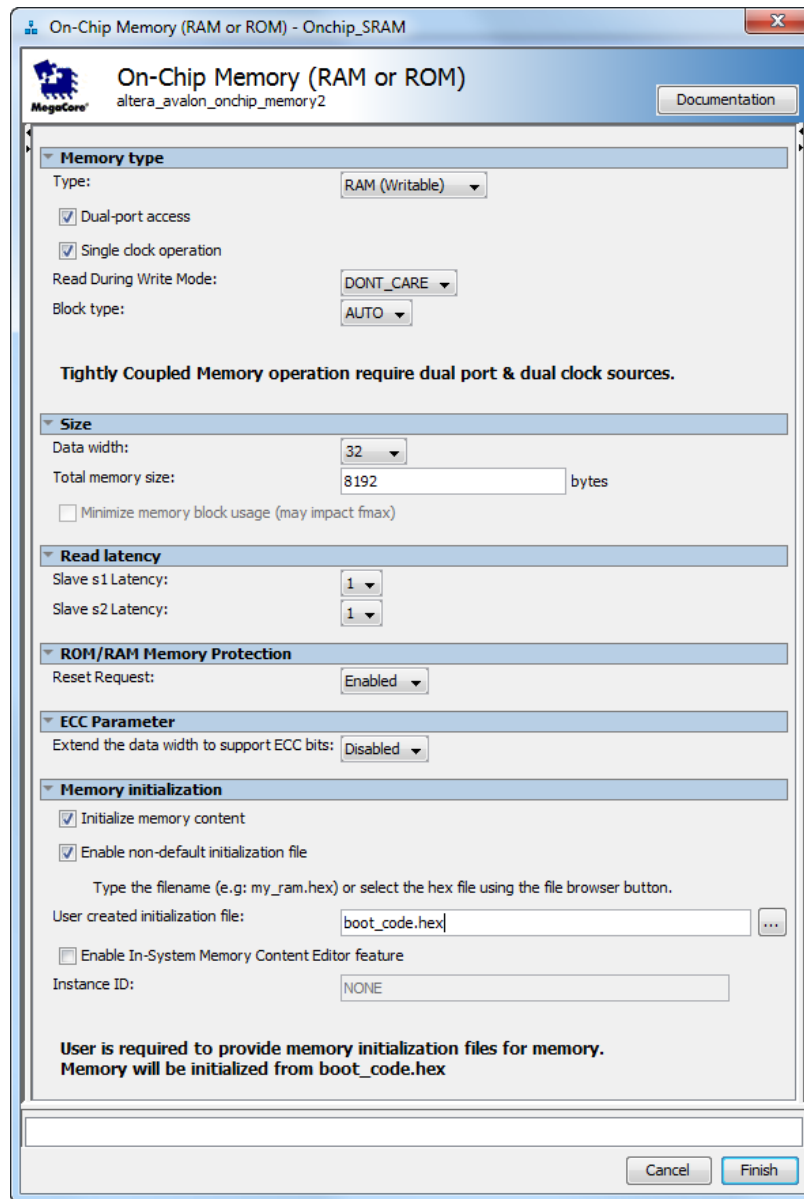 On-Chip Memory (RAM or ROM) - Onchip_SRAM
On-Chip Memory (RAM or ROM)
MegaCore®
altera_avalon_onchip_memory2
Documentation
Memory type
Type: RAM (Writable)
Dual-port access
Single clock operation
Read During Write Mode: DONT_CARE
Block type: AUTO
Tightly Coupled Memory operation require dual port & dual clock sources.
Size
Data width: 32
Total memory size: 8192 bytes
Minimize memory block usage (may impact fmax)
Read latency
Slave s1 Latency: 1
Slave s2 Latency: 1
ROM/RAM Memory Protection
Reset Request: Enabled
ECC Parameter
Extend the data width to support ECC bits: Disabled
Memory initialization
Initialize memory content
Enable non-default initialization file
Type the filename (e.g: my_ram.hex) or select the hex file using the file browser button.
User created initialization file: boot_code.hex ...
Enable In-System Memory Content Editor feature
Instance ID: NONE
User is required to provide memory initialization files for memory.
Memory will be initialized from boot_code.hex
Cancel Finish